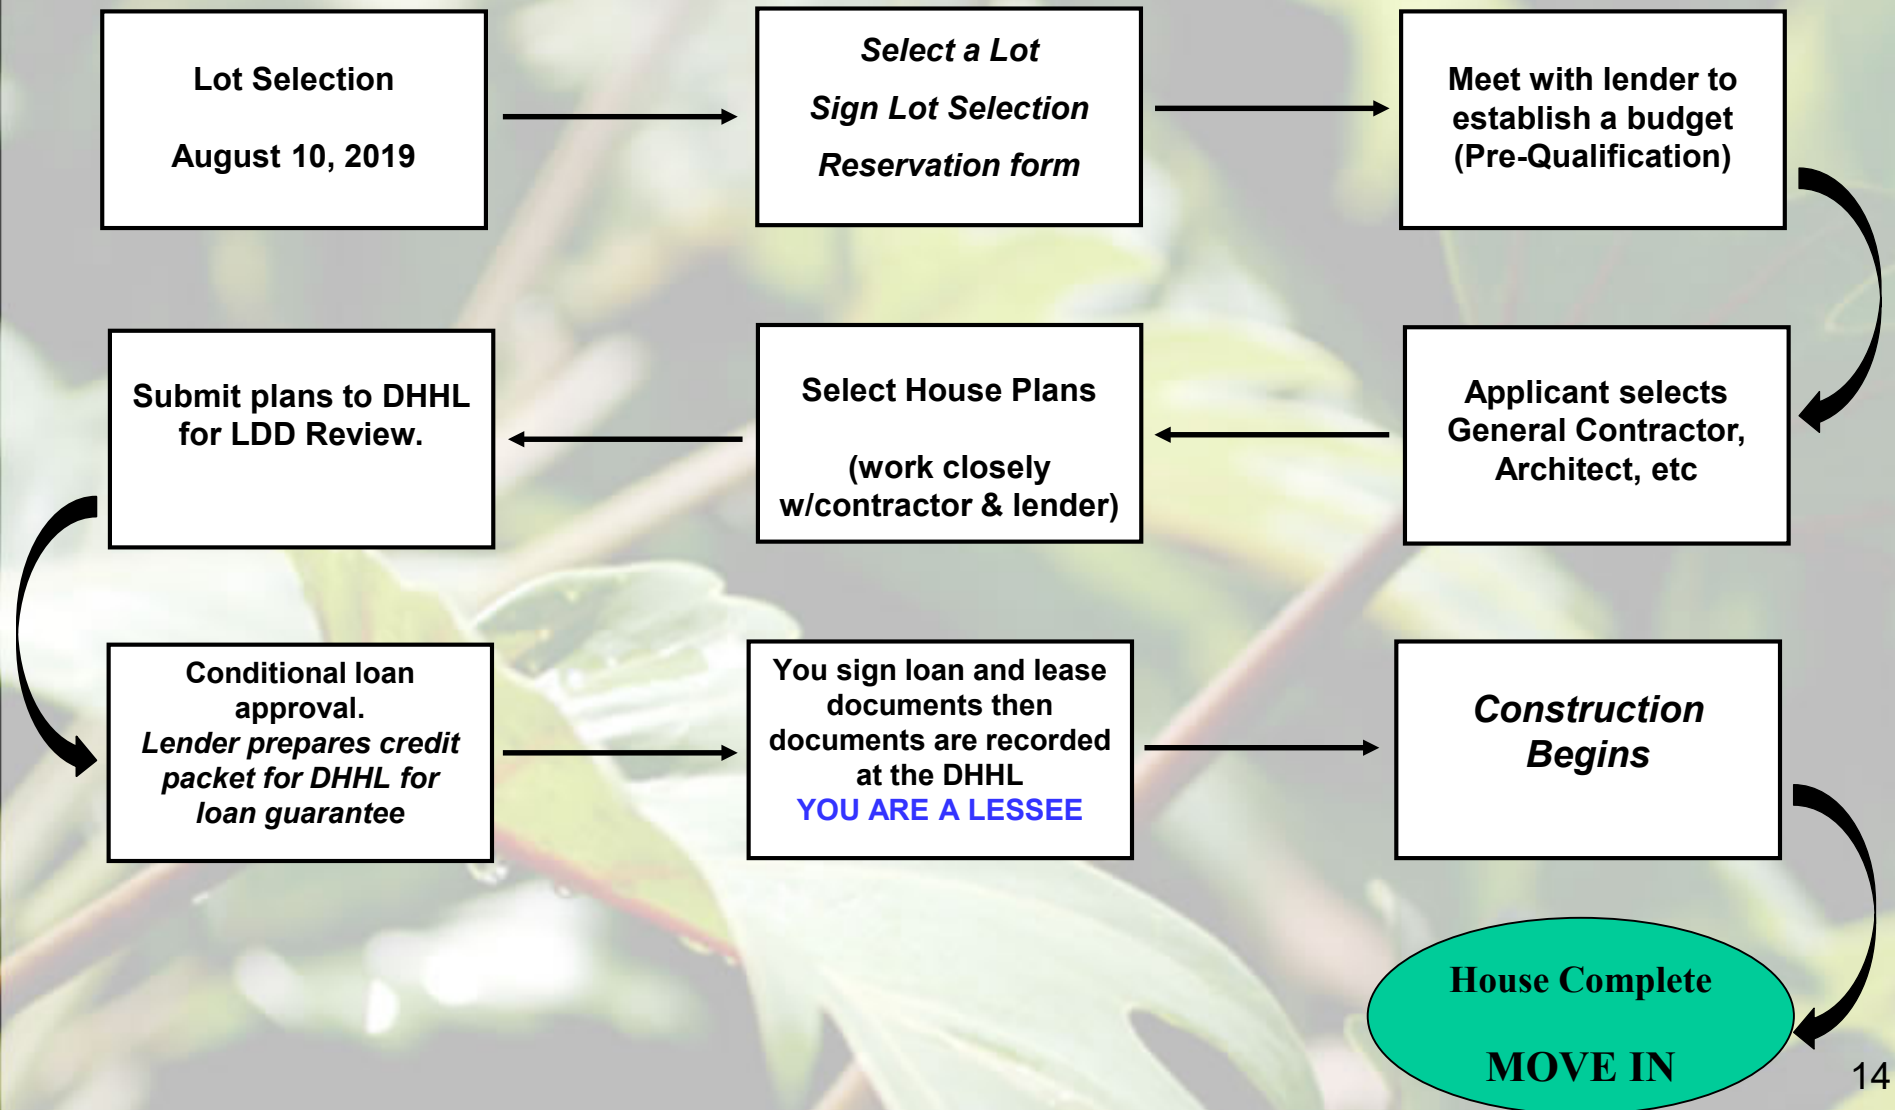 Lot Selection
August 10, 2019
Select a Lot
Sign Lot Selection
Reservation form
Meet with lender to
establish a budget
(Pre-Qualification)
Applicant selects
General Contractor,
Architect, etc
Select House Plans
(work closely
w/contractor & lender)
Submit plans to DHHL
for LDD Review.
Conditional loan
approval.
Lender prepares credit
packet for DHHL for
loan guarantee
You sign loan and lease
documents then
documents are recorded
at the DHHL
YOU ARE A LESSEE
Construction
Begins
House Complete
MOVE IN
14